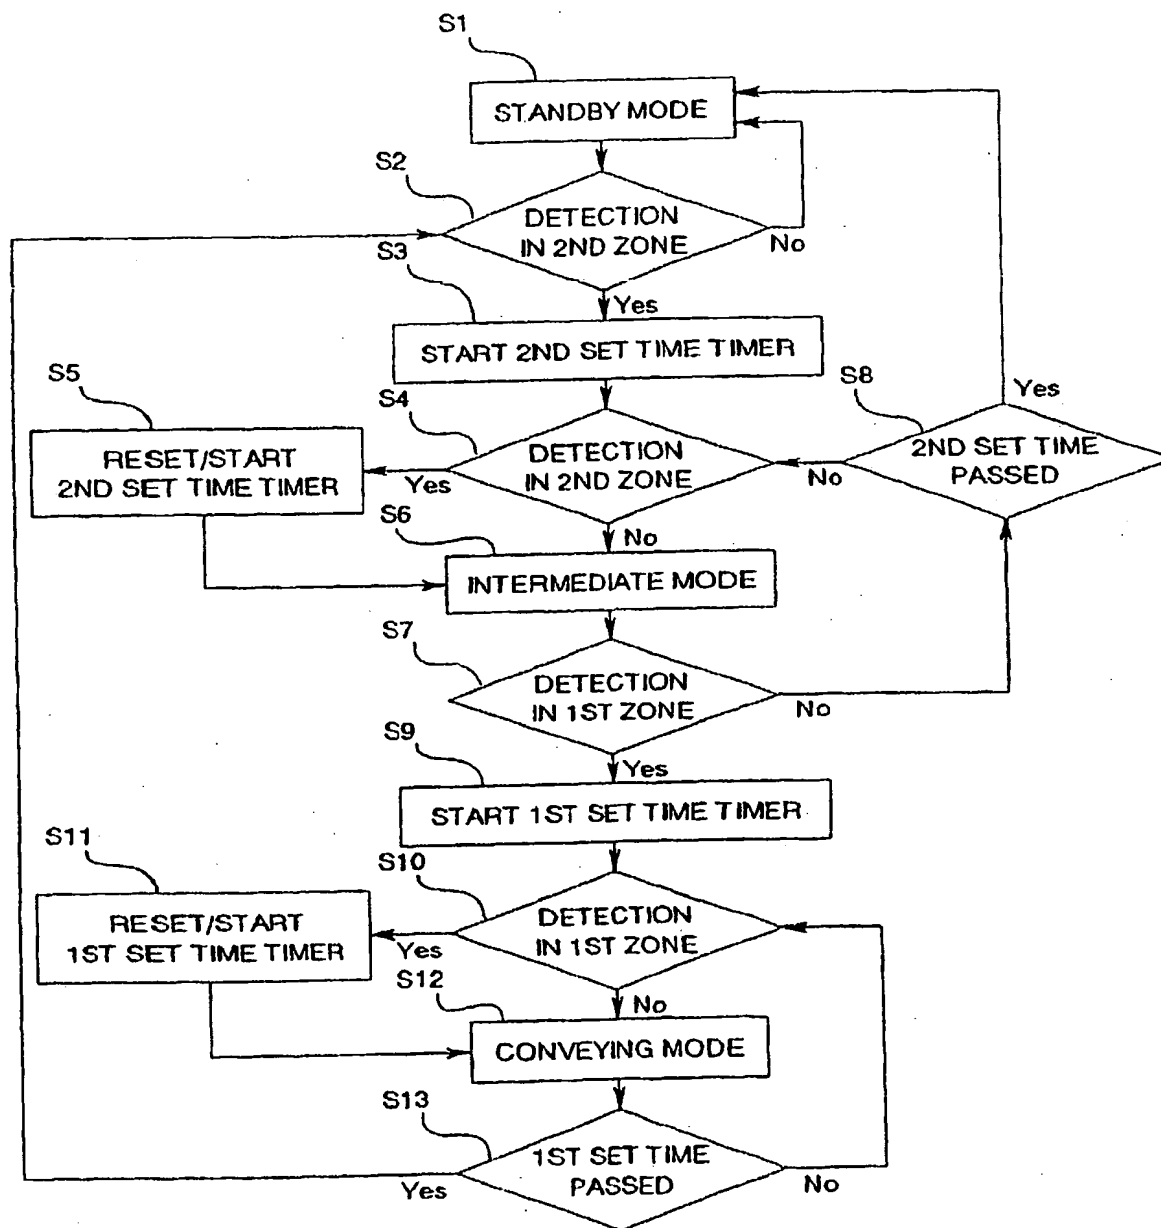 S1
STANDBY MODE
S2
DETECTION
IN 2ND ZONE
No
S3
Yes
START 2ND SET TIME TIMER
S5
S4
S8
Yes
RESET/START
2ND SET TIME TIMER
Yes
DETECTION
IN 2ND ZONE
No
2ND SET TIME
PASSED
S6
No
INTERMEDIATE MODE
S7
DETECTION
IN 1ST ZONE
No
S9
Yes
START 1ST SET TIME TIMER
S11
S10
RESET/START
1ST SET TIME TIMER
Yes
DETECTION
IN 1ST ZONE
S12
No
CONVEYING MODE
S13
1ST SET TIME
PASSED
Yes
No